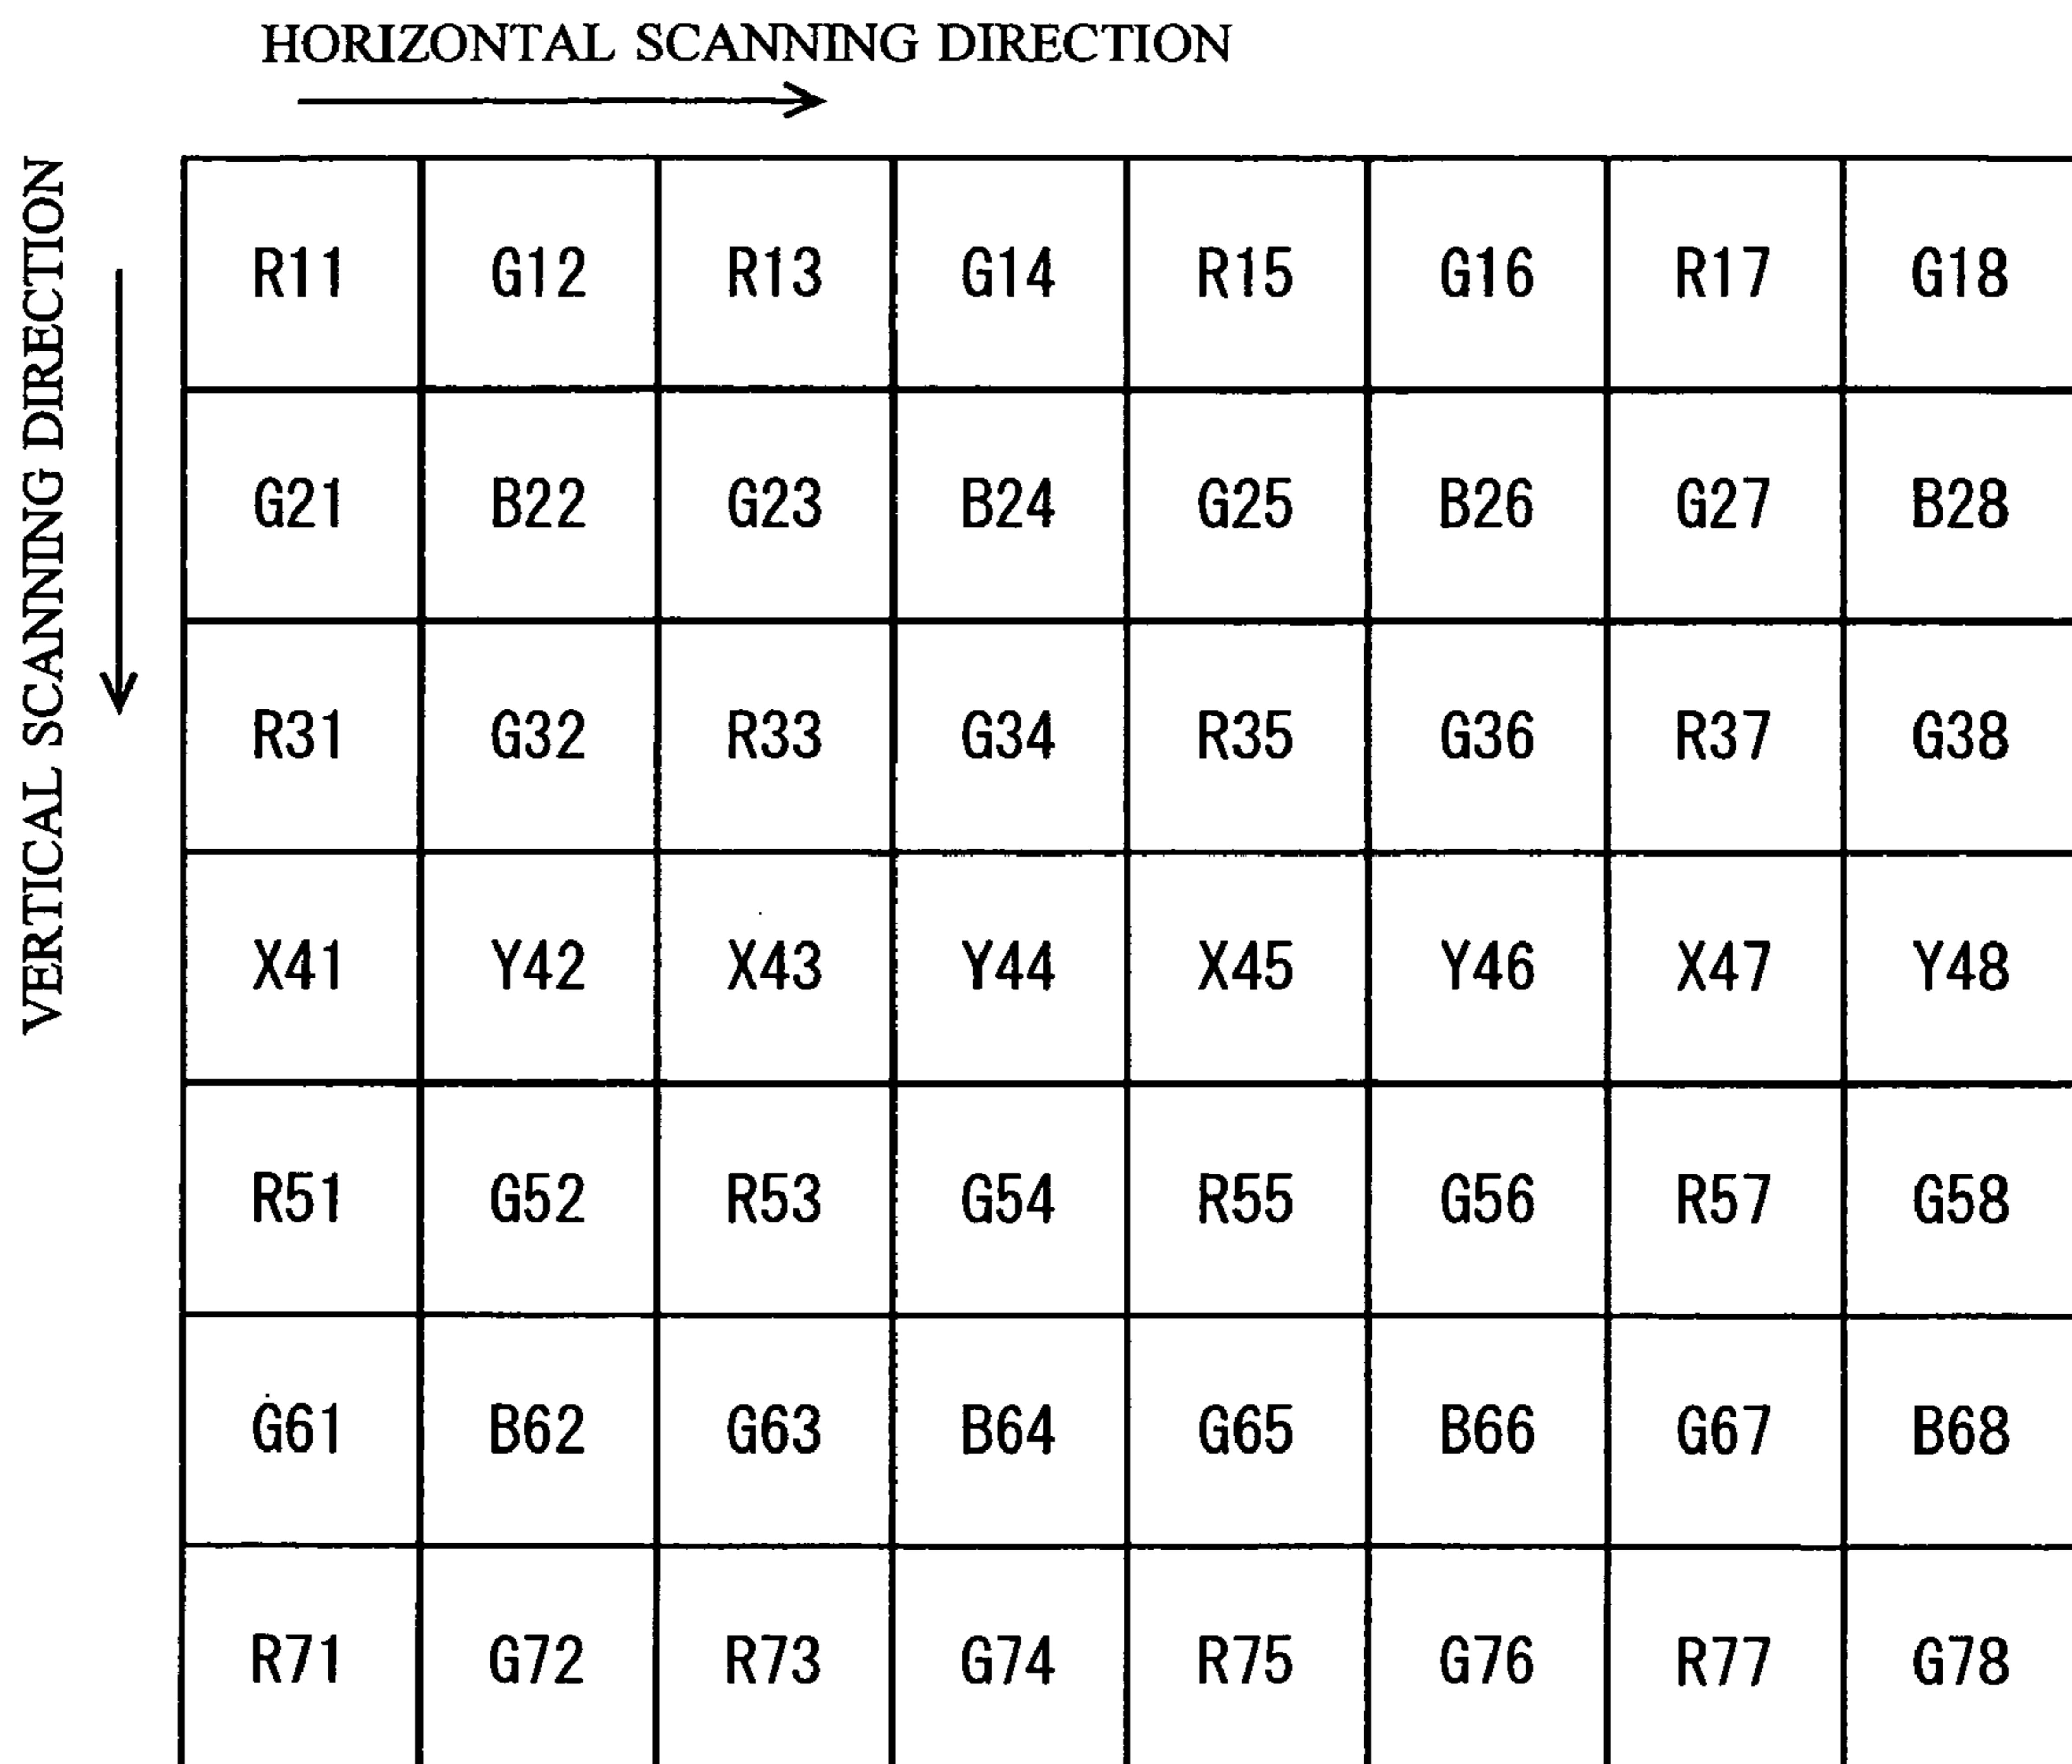 HORIZONTAL SCANNING DIRECTION
VERTICAL SCANNING DIRECTION
R11 G12 R13 G14 R15 G16 R17 G18
G21 B22 G23 B24 G25 B26 G27 B28
R31 G32 R33 G34 R35 G36 R37 G38
X41 Y42 X43 Y44 X45 Y46 X47 Y48
R51 G52 R53 G54 R55 G56 R57 G58
G61 B62 G63 B64 G65 B66 G67 B68
R71 G72 R73 G74 R75 G76 R77 G78